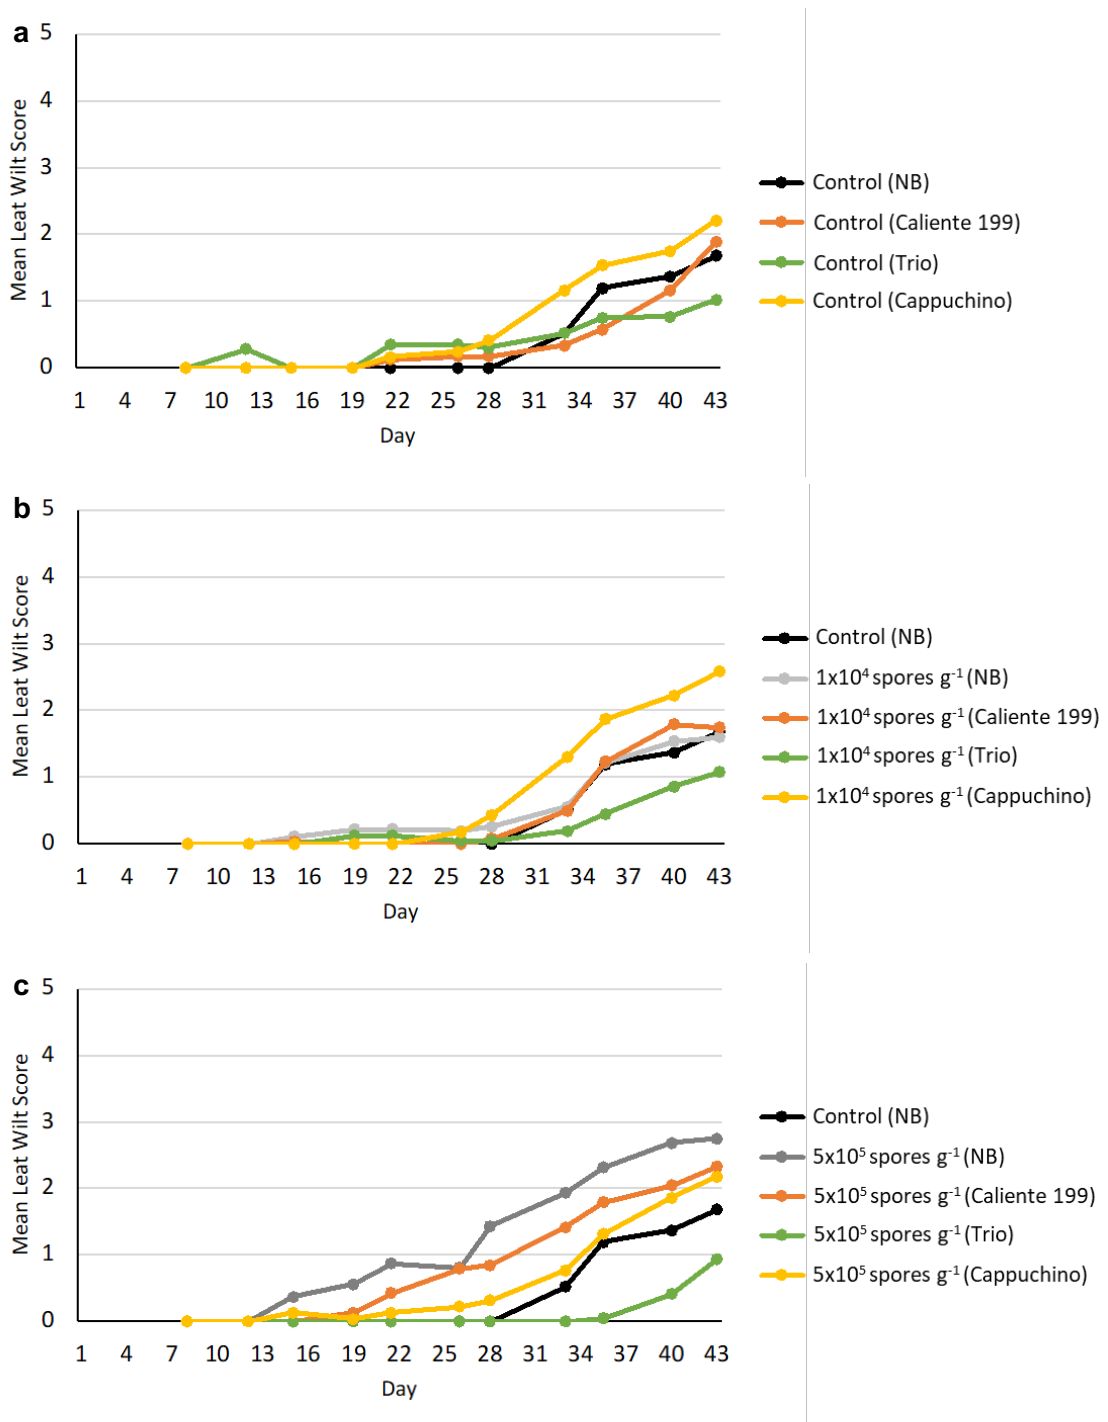 a
5
4
3
2
1
0
Mean Leat Wilt Score
1 4 7 10 13 16 19 22 25 28 31 34 37 40 43
Day
Control (NB)
Control (Caliente 199)
Control (Trio)
Control (Cappuchino)
b
5
4
3
2
1
0
Mean Leat Wilt Score
1 4 7 10 13 16 19 22 25 28 31 34 37 40 43
Day
Control (NB)
1x10⁴ spores g⁻¹ (NB)
1x10⁴ spores g⁻¹ (Caliente 199)
1x10⁴ spores g⁻¹ (Trio)
1x10⁴ spores g⁻¹ (Cappuchino)
c
5
4
3
2
1
0
Mean Leat Wilt Score
1 4 7 10 13 16 19 22 25 28 31 34 37 40 43
Day
Control (NB)
5x10⁵ spores g⁻¹ (NB)
5x10⁵ spores g⁻¹ (Caliente 199)
5x10⁵ spores g⁻¹ (Trio)
5x10⁵ spores g⁻¹ (Cappuchino)